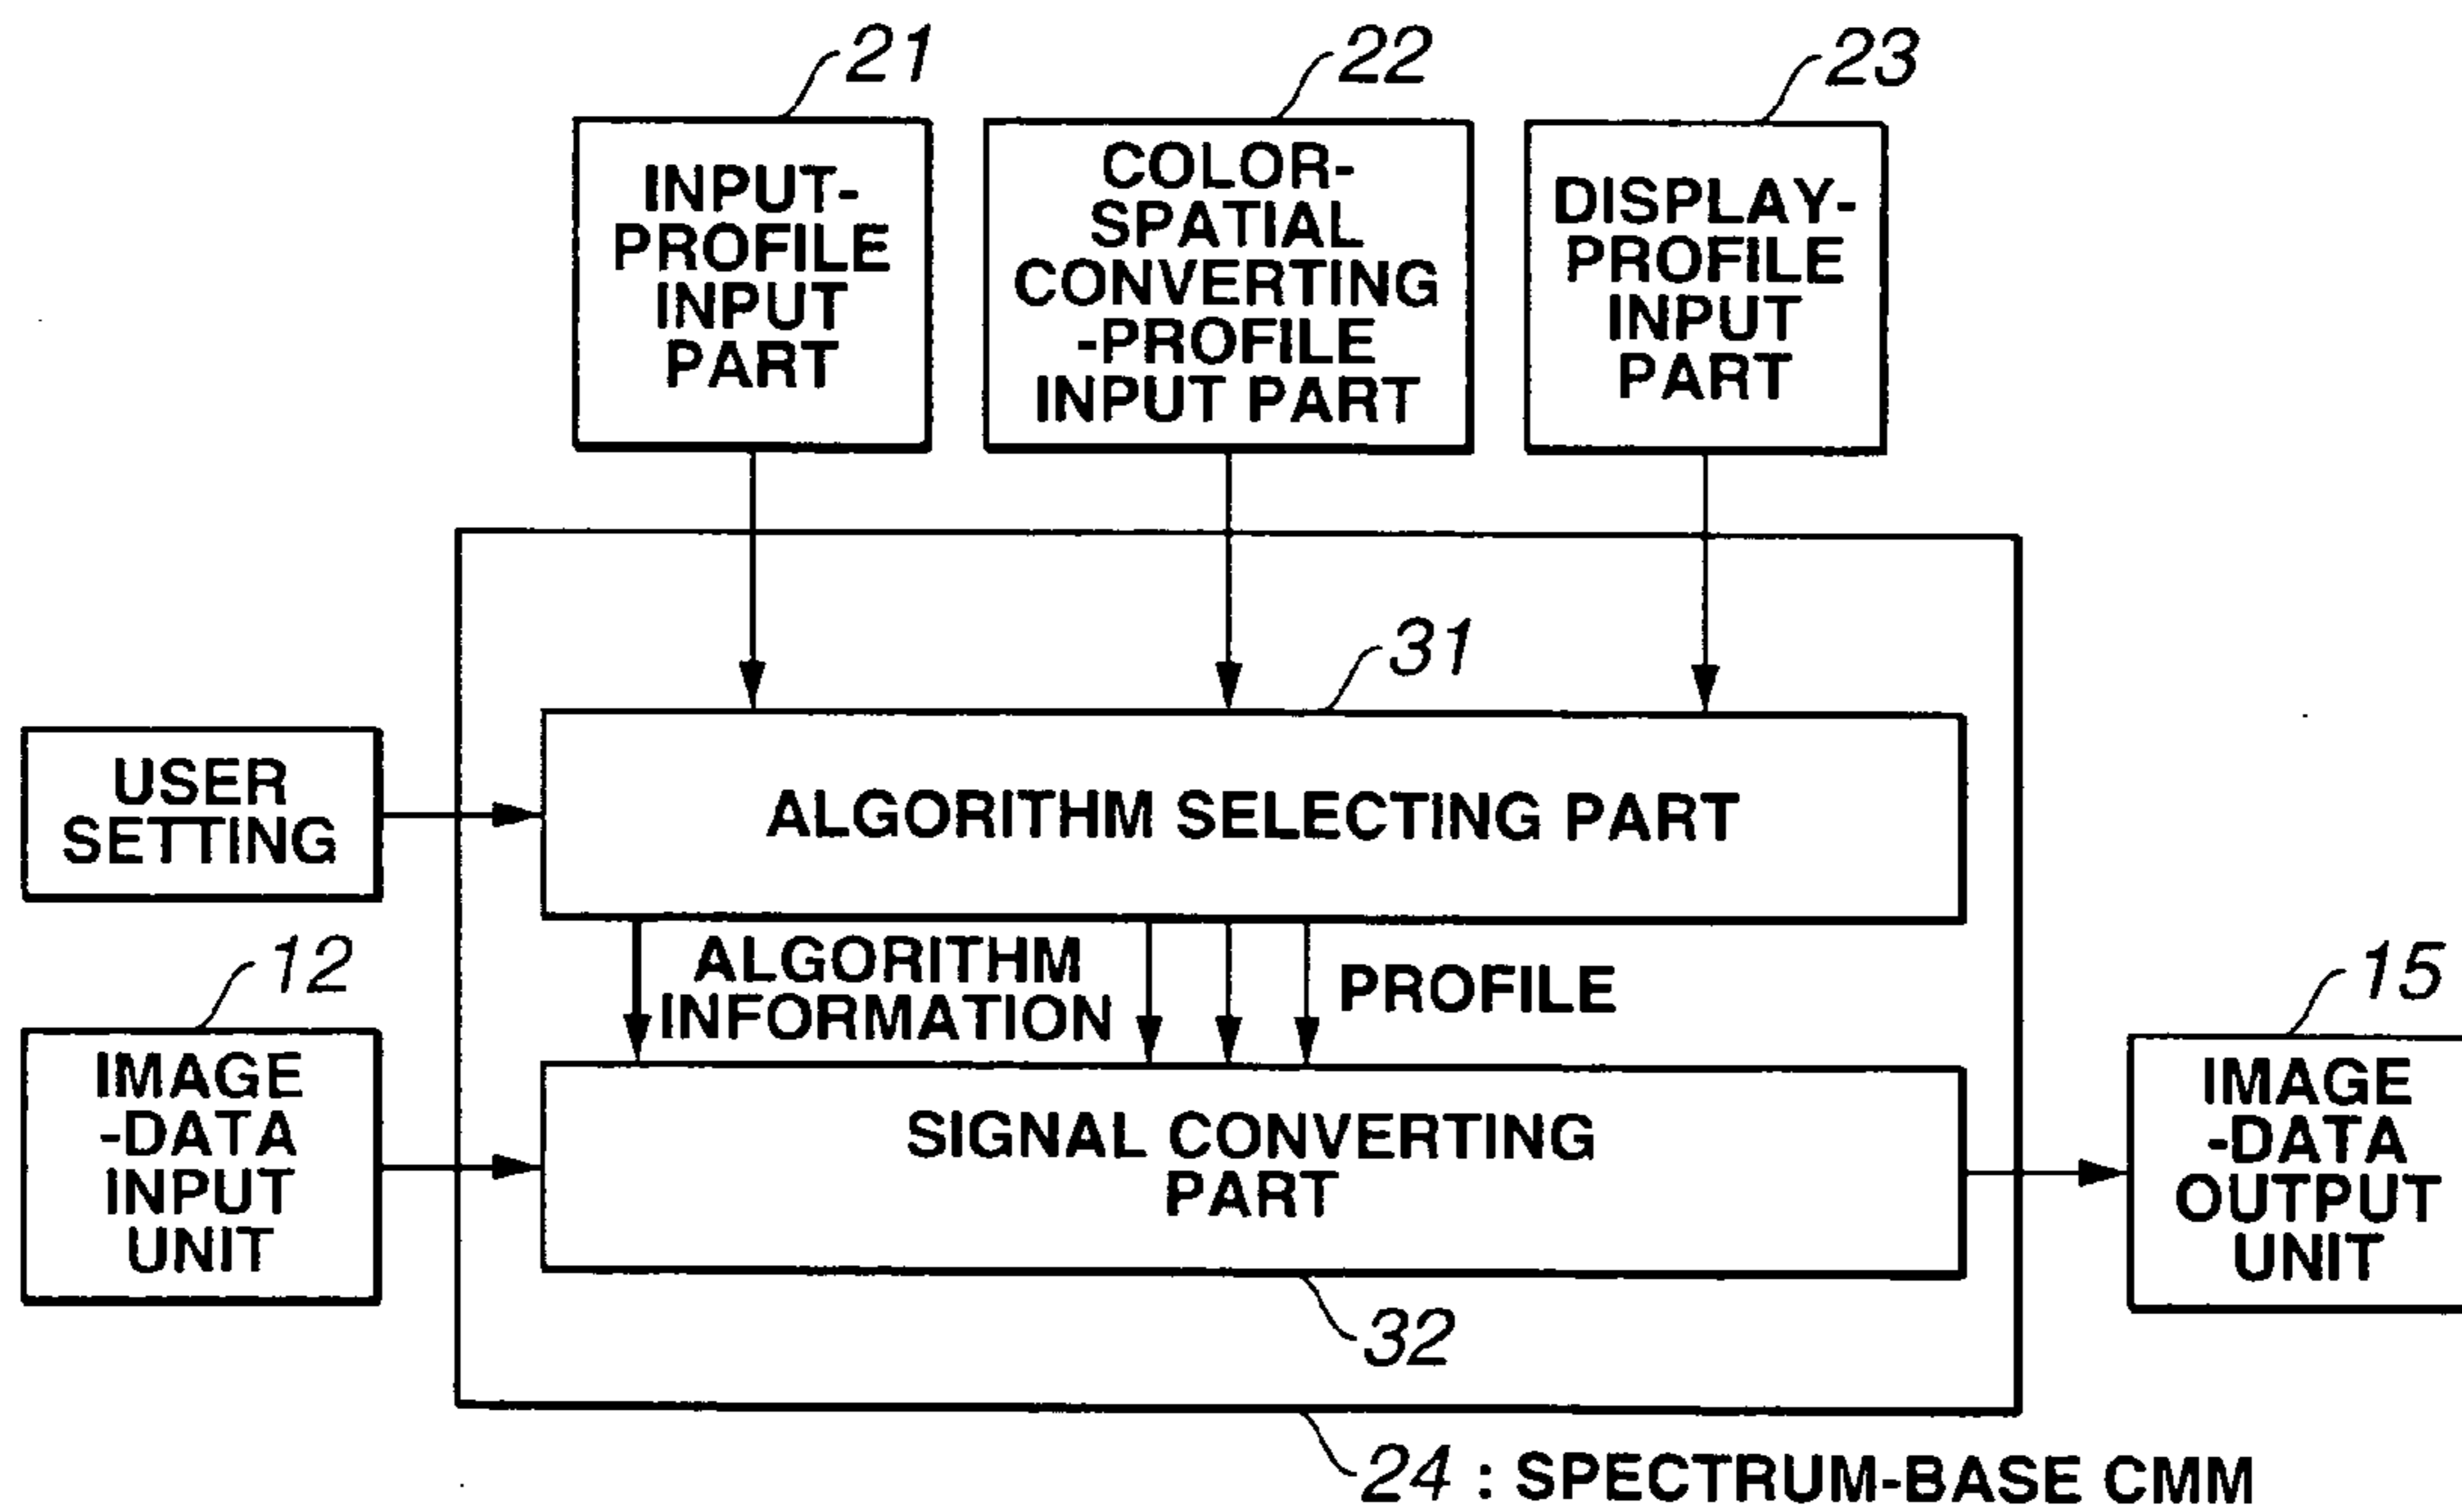 21
22
23
INPUT-
PROFILE
INPUT
PART
COLOR-
SPATIAL
CONVERTING
-PROFILE
INPUT PART
DISPLAY-
PROFILE
INPUT
PART
31
USER
SETTING
ALGORITHM SELECTING PART
12
ALGORITHM
INFORMATION
PROFILE
15
IMAGE
-DATA
INPUT
UNIT
SIGNAL CONVERTING
PART
IMAGE
-DATA
OUTPUT
UNIT
32
24 : SPECTRUM-BASE CMM